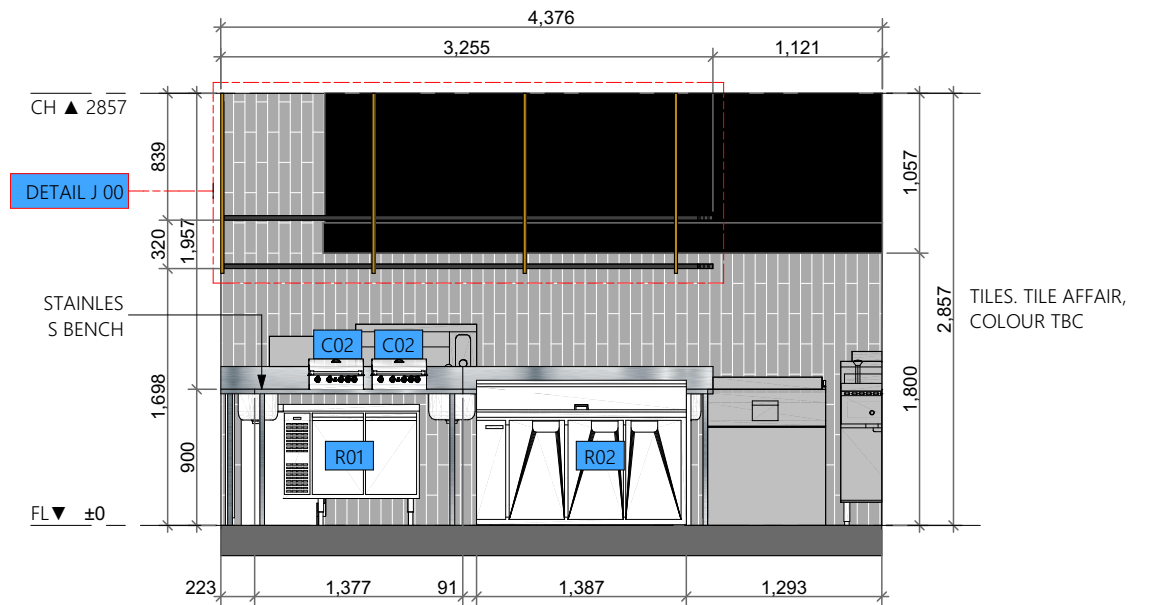 4,376
3,255
1,121
CH ▲ 2857
839
1,057
DETAIL J 00
320
1,957
STAINLES
S BENCH
2,857
TILES. TILE AFFAIR,
COLOUR TBC
C02
C02
1,698
1,800
900
R01
R02
FL▼ ±0
223
1,377
91
1,387
1,293